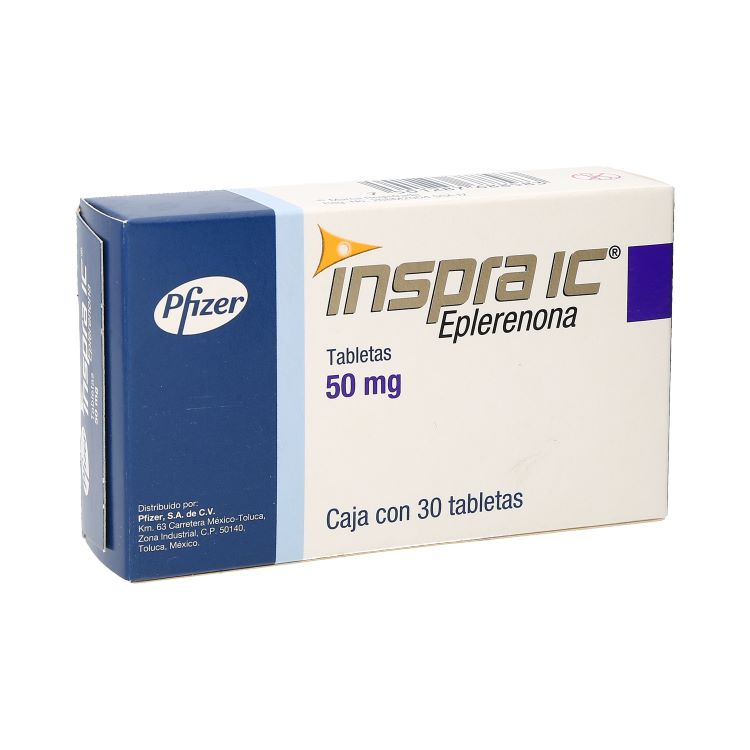 Pfizer
Inspra IC®
Eplerenona
Tabletas
50 mg
Caja con 30 tabletas
Distribuido por:
Pfizer, S.A. de C.V.
Km. 63 Carretera México-Toluca,
Zona Industrial, C.P. 50140,
Toluca, México.